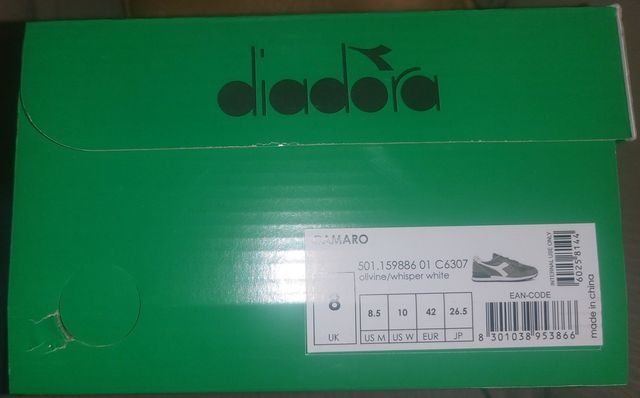 diadora
CAMARO
501.159886 01 C6307
olivine/whisper white
8
UK
8.5 10 42 26.5
US M US W EUR JP
EAN-CODE
8 301038 953866
INTERNAL USE ONLY
60258144
made in china